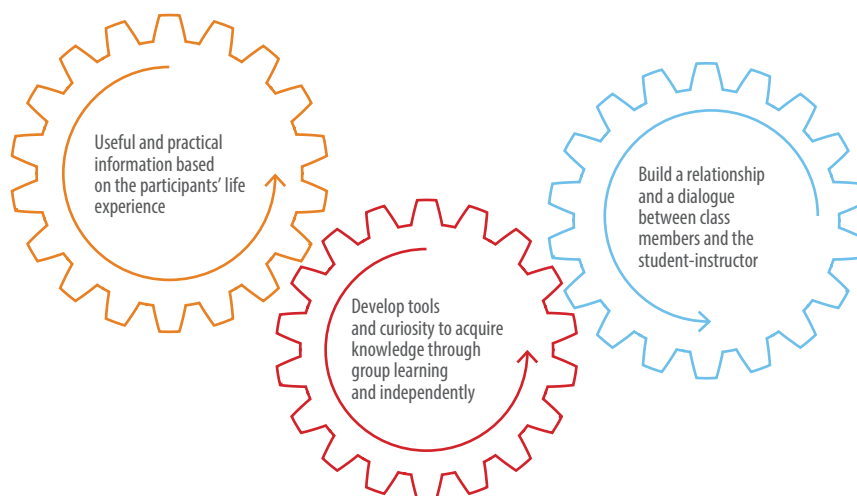 Useful and practical
information based
on the participants’ life
experience
Develop tools
and curiosity to acquire
knowledge through
group learning
and independently
Build a relationship
and a dialogue
between class
members and the
student-instructor